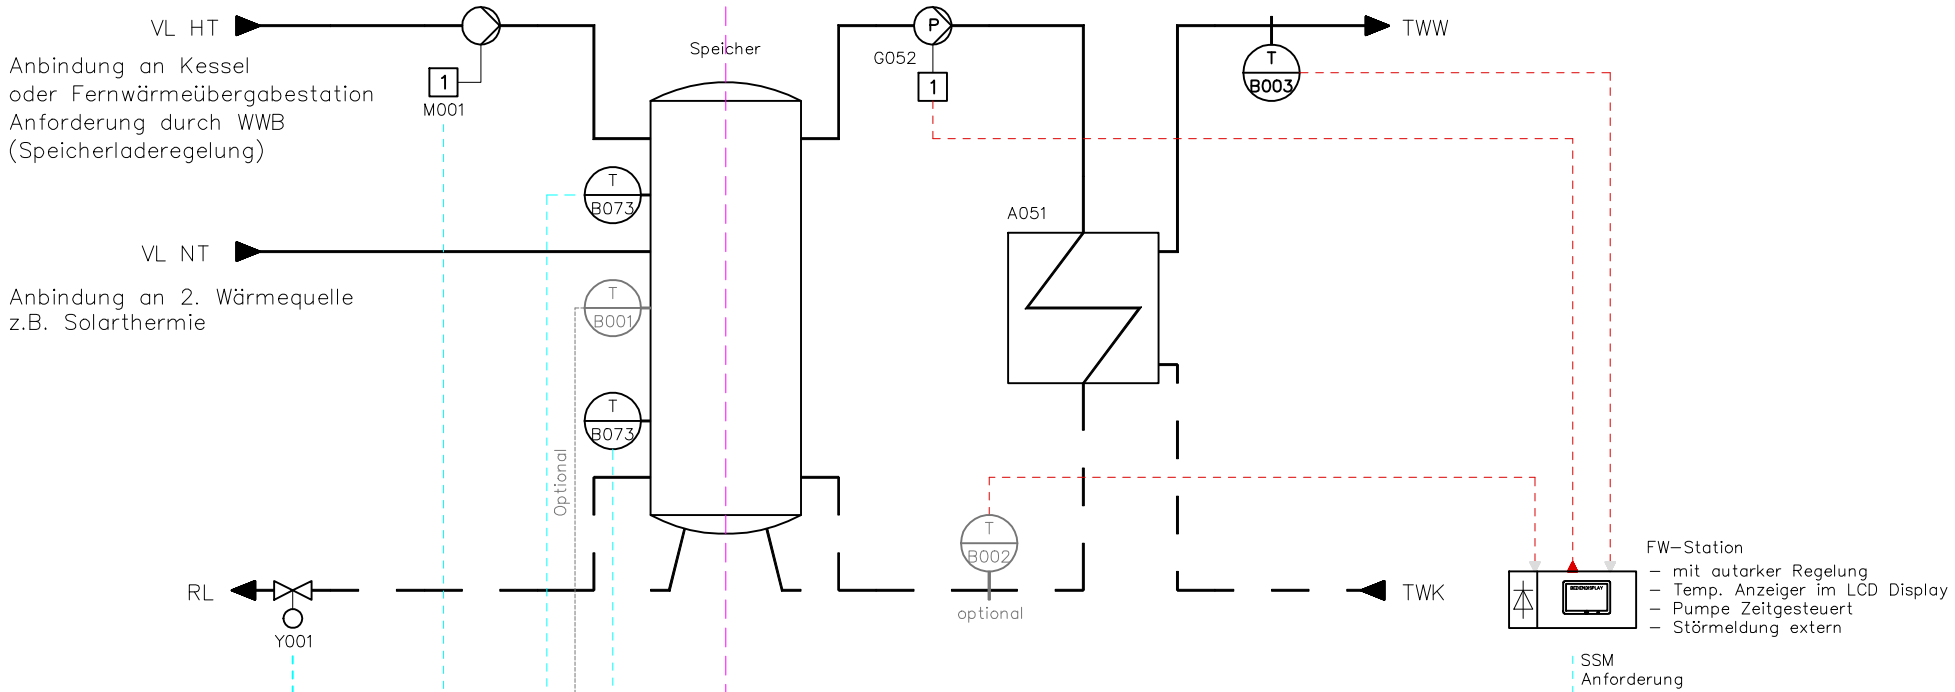 VL HT
Anbindung an Kessel
oder Fernwärmeübergabestation
Anforderung durch WWB
(Speicherladeregelung)
1
M001
Speicher
P
G052
1
TWW
T
B003
T
B073
A051
VL NT
Anbindung an 2. Wärmequelle
z.B. Solarthermie
T
B001
T
B073
Optional
T
B002
optional
RL
Y001
TWK
BEDIENDISPLAY
FW-Station
- mit autarker Regelung
- Temp. Anzeiger im LCD Display
- Pumpe Zeitgesteuert
- Störmeldung extern
SSM
Anforderung